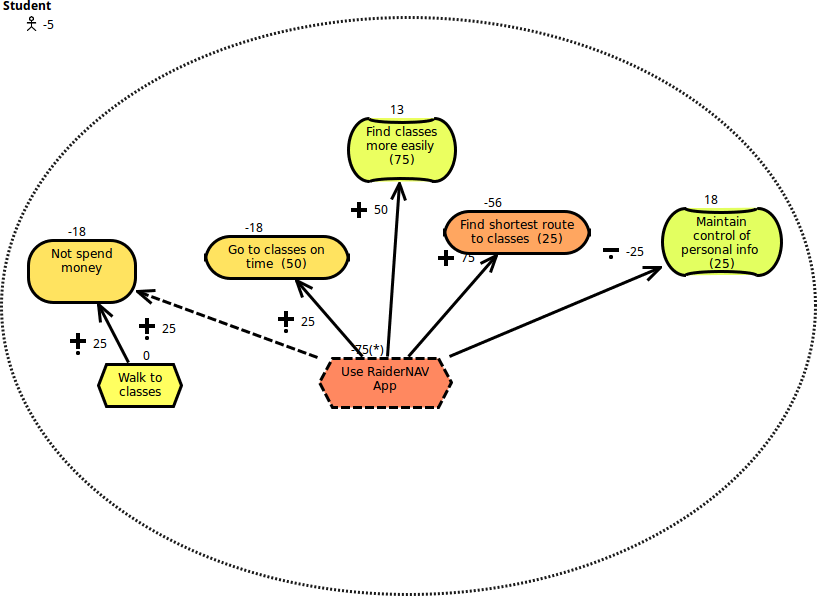 Student
-5
13
Find classes
more easily
(75)
50
-56
Find shortest route
to classes (25)
75
18
Maintain
control of
personal info
(25)
-25
-18
Not spend
money
-18
Go to classes on
time (50)
25
25
25
0
Walk to
classes
-75(*)
Use RaiderNAV
App